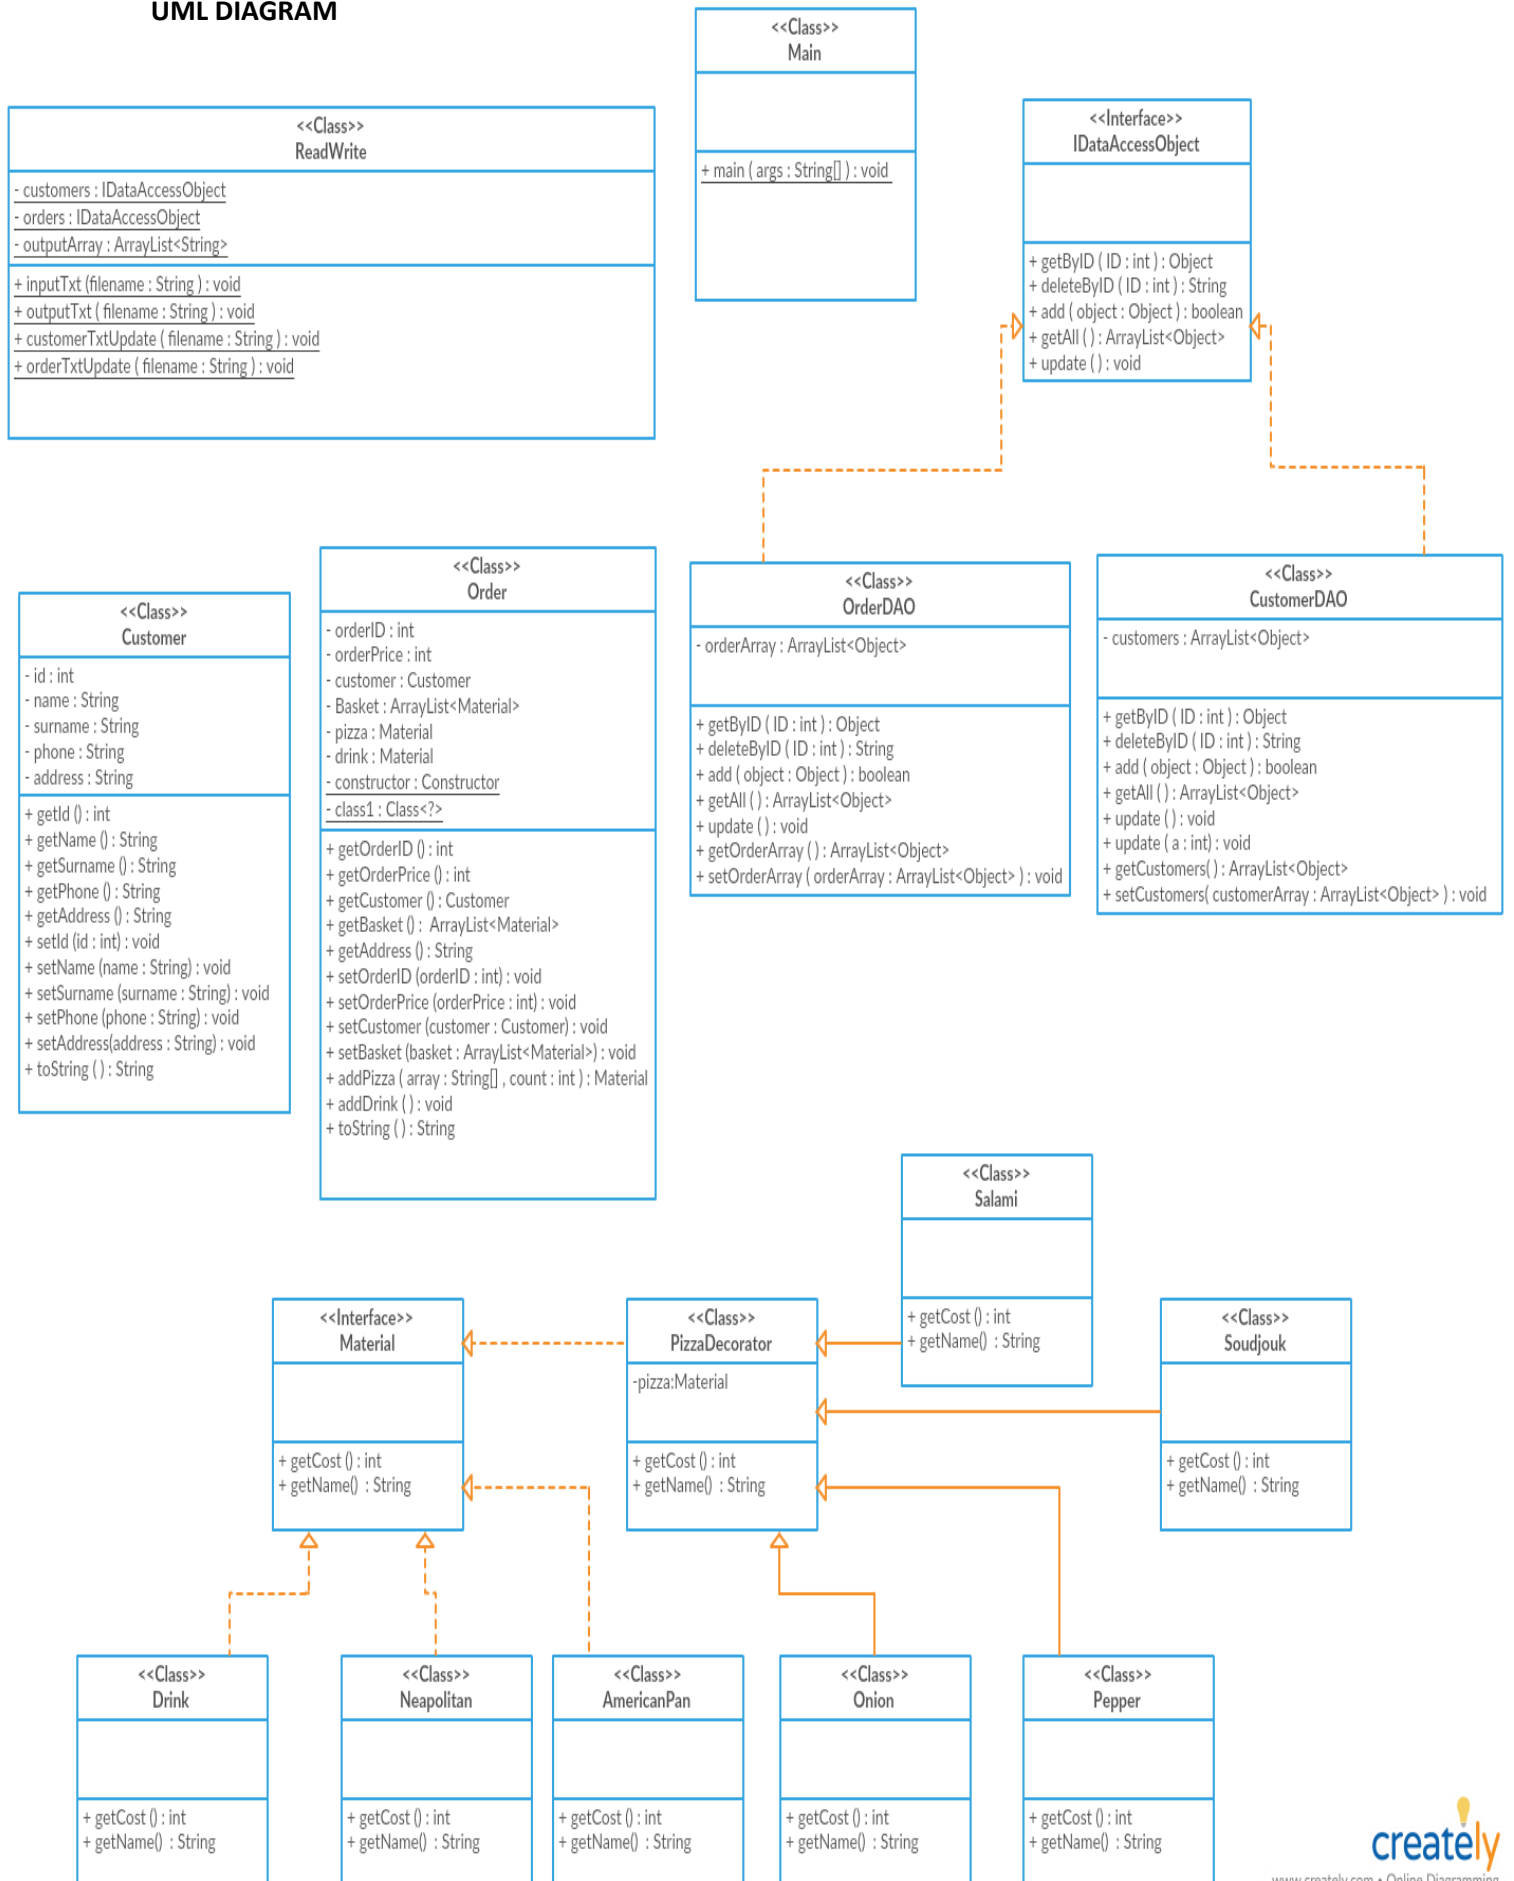 UML DIAGRAM
<<Class>>
Main
+ main ( args : String[] ) : void
<<Class>>
ReadWrite
- customers : IDataAccessObject
- orders : IDataAccessObject
- outputArray : ArrayList<String>
+ inputTxt (filename : String ) : void
+ outputTxt ( filename : String ) : void
+ customerTxtUpdate ( filename : String ) : void
+ orderTxtUpdate ( filename : String ) : void
<<Interface>>
IDataAccessObject
+ getByID ( ID : int ) : Object
+ deleteByID ( ID : int ) : String
+ add ( object : Object ) : boolean
+ getAll ( ) : ArrayList<Object>
+ update ( ) : void
<<Class>>
Customer
- id : int
- name : String
- surname : String
- phone : String
- address : String
+ getId () : int
+ getName () : String
+ getSurname () : String
+ getPhone () : String
+ getAddress () : String
+ setId (id : int) : void
+ setName (name : String) : void
+ setSurname (surname : String) : void
+ setPhone (phone : String) : void
+ setAddress(address : String) : void
+ toString ( ) : String
<<Class>>
Order
- orderID : int
- orderPrice : int
- customer : Customer
- Basket : ArrayList<Material>
- pizza : Material
- drink : Material
- constructor : Constructor
- class1 : Class<?>
+ getOrderID () : int
+ getOrderPrice () : int
+ getCustomer () : Customer
+ getBasket () : ArrayList<Material>
+ getAddress () : String
+ setOrderID (orderID : int) : void
+ setOrderPrice (orderPrice : int) : void
+ setCustomer (customer : Customer) : void
+ setBasket (basket : ArrayList<Material>) : void
+ addPizza ( array : String[] , count : int ) : Material
+ addDrink ( ) : void
+ toString ( ) : String
<<Class>>
OrderDAO
- orderArray : ArrayList<Object>
+ getByID ( ID : int ) : Object
+ deleteByID ( ID : int ) : String
+ add ( object : Object ) : boolean
+ getAll ( ) : ArrayList<Object>
+ update ( ) : void
+ getOrderArray ( ) : ArrayList<Object>
+ setOrderArray ( orderArray : ArrayList<Object> ) : void
<<Class>>
CustomerDAO
- customers : ArrayList<Object>
+ getByID ( ID : int ) : Object
+ deleteByID ( ID : int ) : String
+ add ( object : Object ) : boolean
+ getAll ( ) : ArrayList<Object>
+ update ( ) : void
+ update ( a : int) : void
+ getCustomers( ) : ArrayList<Object>
+ setCustomers( customerArray : ArrayList<Object> ) : void
<<Class>>
Salami
+ getCost () : int
+ getName() : String
<<Interface>>
Material
+ getCost () : int
+ getName() : String
<<Class>>
PizzaDecorator
-pizza:Material
+ getCost () : int
+ getName() : String
<<Class>>
Soudjouk
+ getCost () : int
+ getName() : String
<<Class>>
Drink
+ getCost () : int
+ getName() : String
<<Class>>
Neapolitan
+ getCost () : int
+ getName() : String
<<Class>>
AmericanPan
+ getCost () : int
+ getName() : String
<<Class>>
Onion
+ getCost () : int
+ getName() : String
<<Class>>
Pepper
+ getCost () : int
+ getName() : String
creately
www.creately.com • Online Diagramming